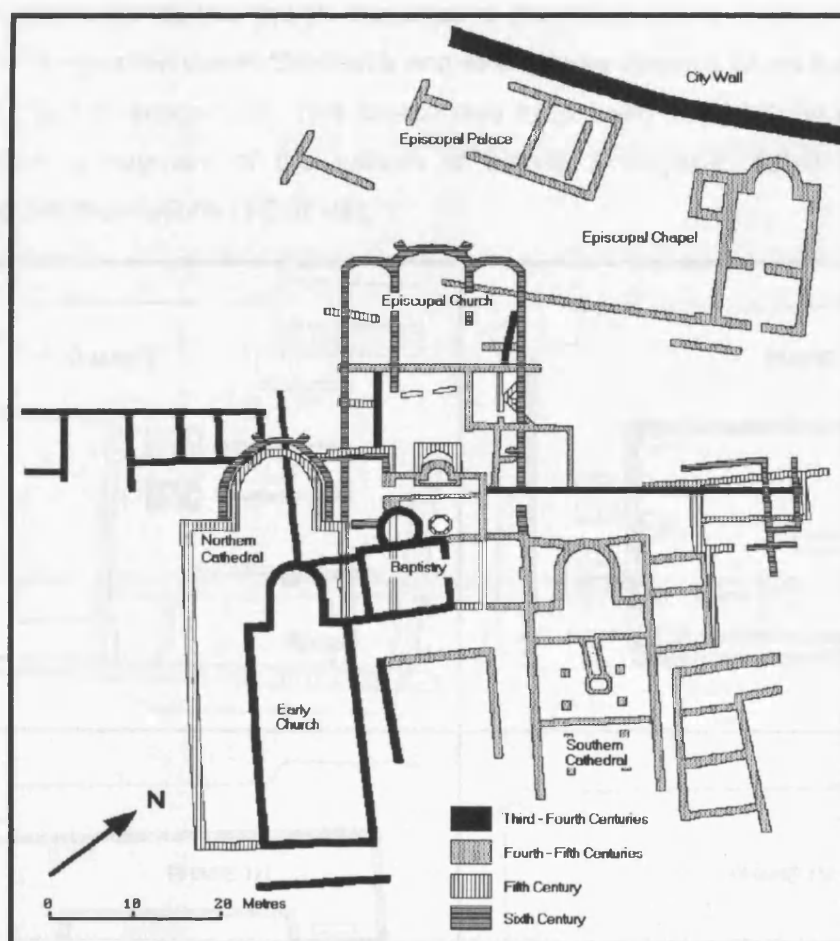 City Wall
Episcopal Palace
Episcopal Chapel
Episcopal Church
Northern
Cathedral
Baptistry
Early
Church
Southern
Cathedral
N
Third - Fourth Centuries
Fourth - Fifth Centuries
Fifth Century
Sixth Century
0 10 20 Metres